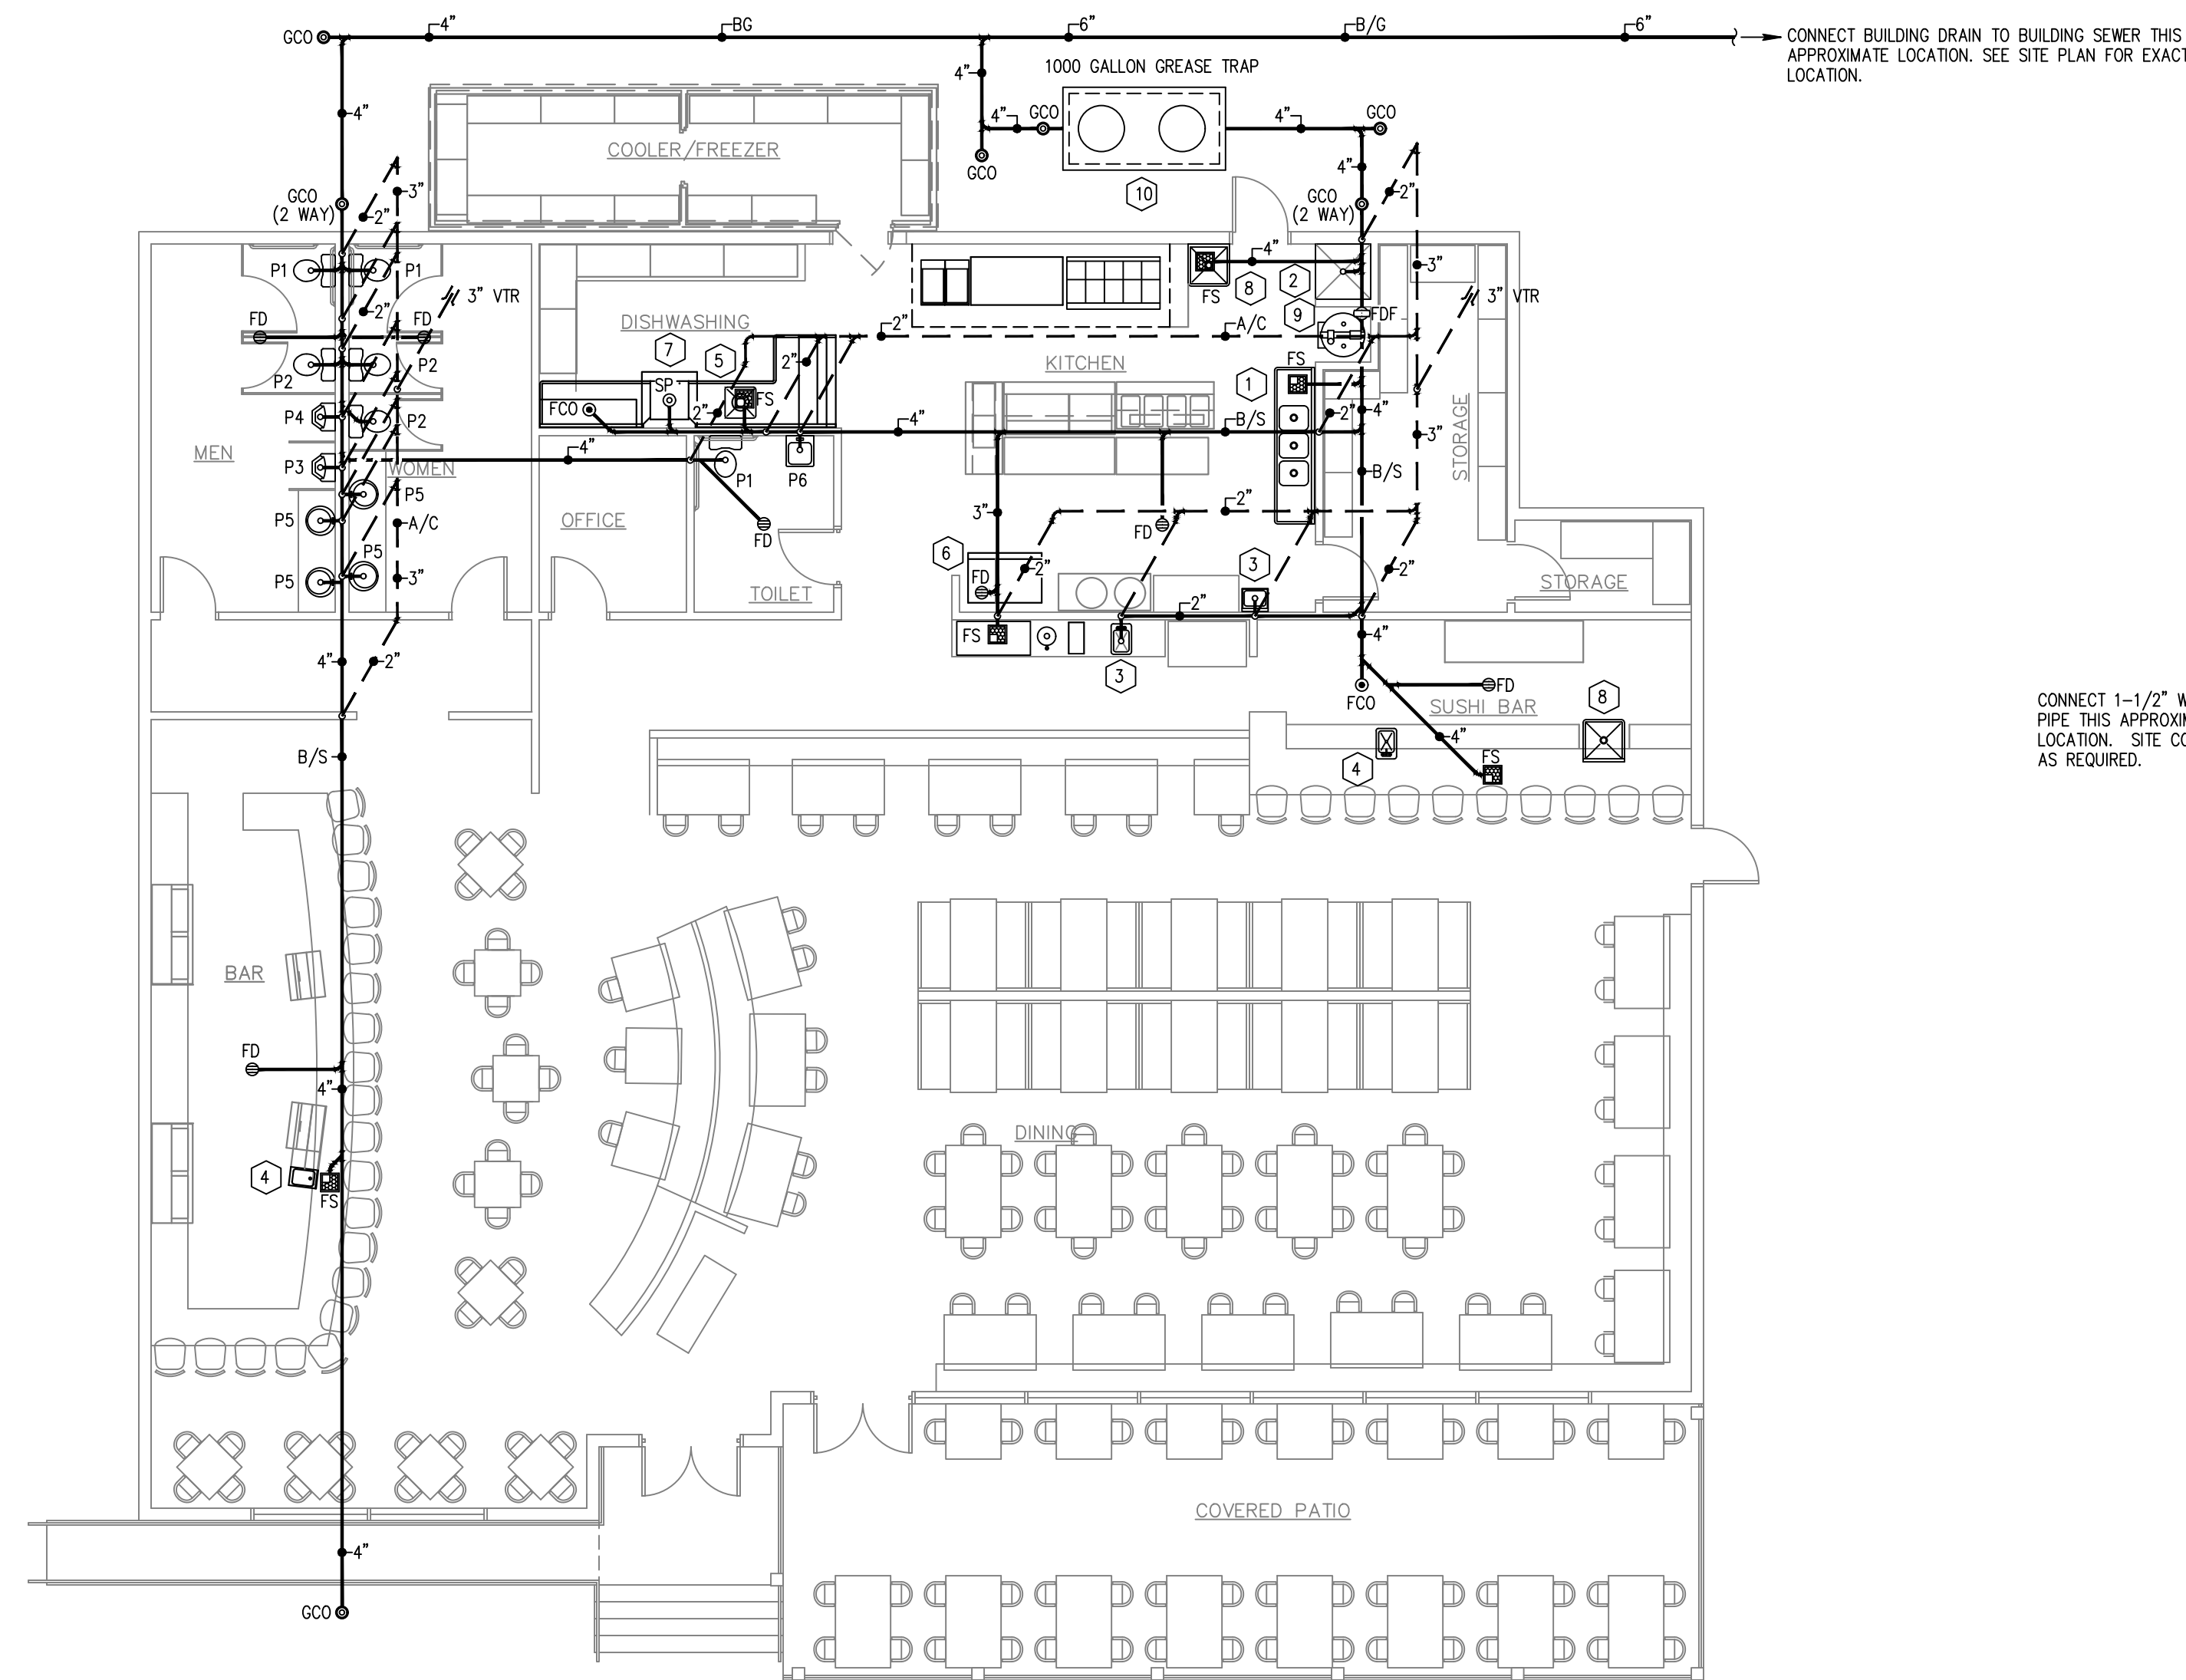 GCO
4”
BG
6”
B/G
6”
CONNECT BUILDING DRAIN TO BUILDING SEWER THIS
APPROXIMATE LOCATION. SEE SITE PLAN FOR EXACT
LOCATION.
4”
1000 GALLON GREASE TRAP
4”
4”
GCO
4”
GCO
COOLER/FREEZER
GCO
10
4”
GCO
(2 WAY)
3”
2”
GCO
(2 WAY)
2”
P1
P1
4”
FS
8
2
3”
2”
3” VTR
3” VTR
FD
FD
DISHWASHING
2”
A/C
9
FDF
7
5
2”
KITCHEN
FS
P2
P2
1
SP
FCO
FS
2”
2”
4”
P4
P2
4”
B/S
STORAGE
3”
MEN
P3
WOMEN
4”
P1
P6
B/S
P5
P5
OFFICE
A/C
FD
3”
FD
2”
P5
P5
3”
TOILET
6
FD
2”
3
2”
STORAGE
2”
FS
4”
3
4”
2”
FCO
FD
SUSHI BAR
8
B/S
4”
4
FS
CONNECT 1-1/2” W
PIPE THIS APPROXIM
LOCATION.  SITE CO
AS REQUIRED.
BAR
FD
4”
DINING
4
FS
COVERED PATIO
4”
GCO